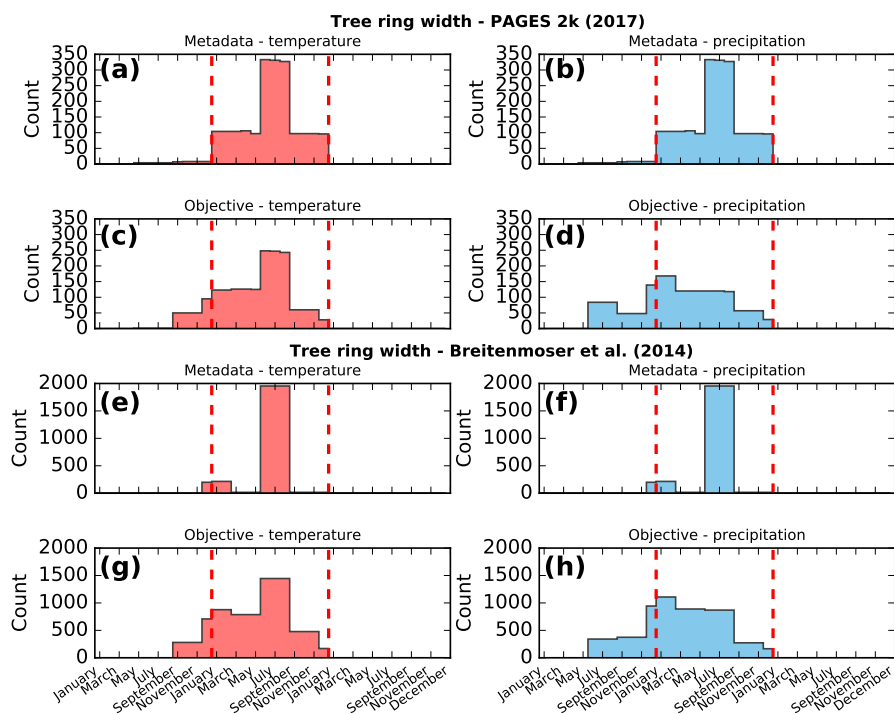 Tree ring width - PAGES 2k (2017)
Metadata - temperature
Metadata - precipitation
350
300
250
200
150
100
50
0
Count
(a)
350
300
250
200
150
100
50
0
Count
(b)
Objective - temperature
Objective - precipitation
350
300
250
200
150
100
50
0
Count
(c)
350
300
250
200
150
100
50
0
Count
(d)
Tree ring width - Breitenmoser et al. (2014)
Metadata - temperature
Metadata - precipitation
2000
1500
1000
500
0
Count
(e)
2000
1500
1000
500
0
Count
(f)
Objective - temperature
Objective - precipitation
2000
1500
1000
500
0
Count
(g)
2000
1500
1000
500
0
Count
(h)
January
March
May
July
September
November
January
March
May
July
September
November
January
March
May
July
September
November
December
January
March
May
July
September
November
January
March
May
July
September
November
January
March
May
July
September
November
December